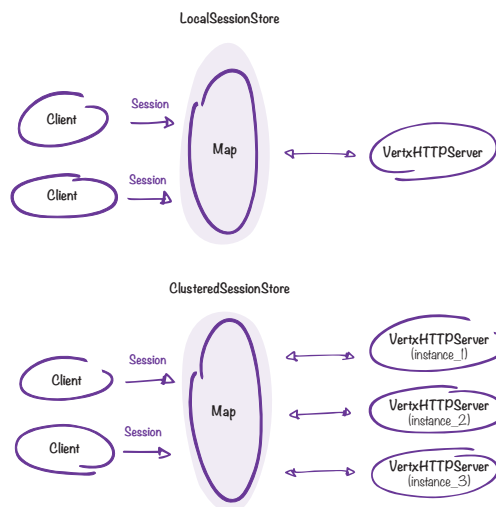 LocalSessionStore
Client
Session
Map
VertxHTTPServer
Client
Session
ClusteredSessionStore
Client
Session
Map
VertxHTTPServer
(instance_1)
VertxHTTPServer
(instance_2)
Client
Session
VertxHTTPServer
(instance_3)